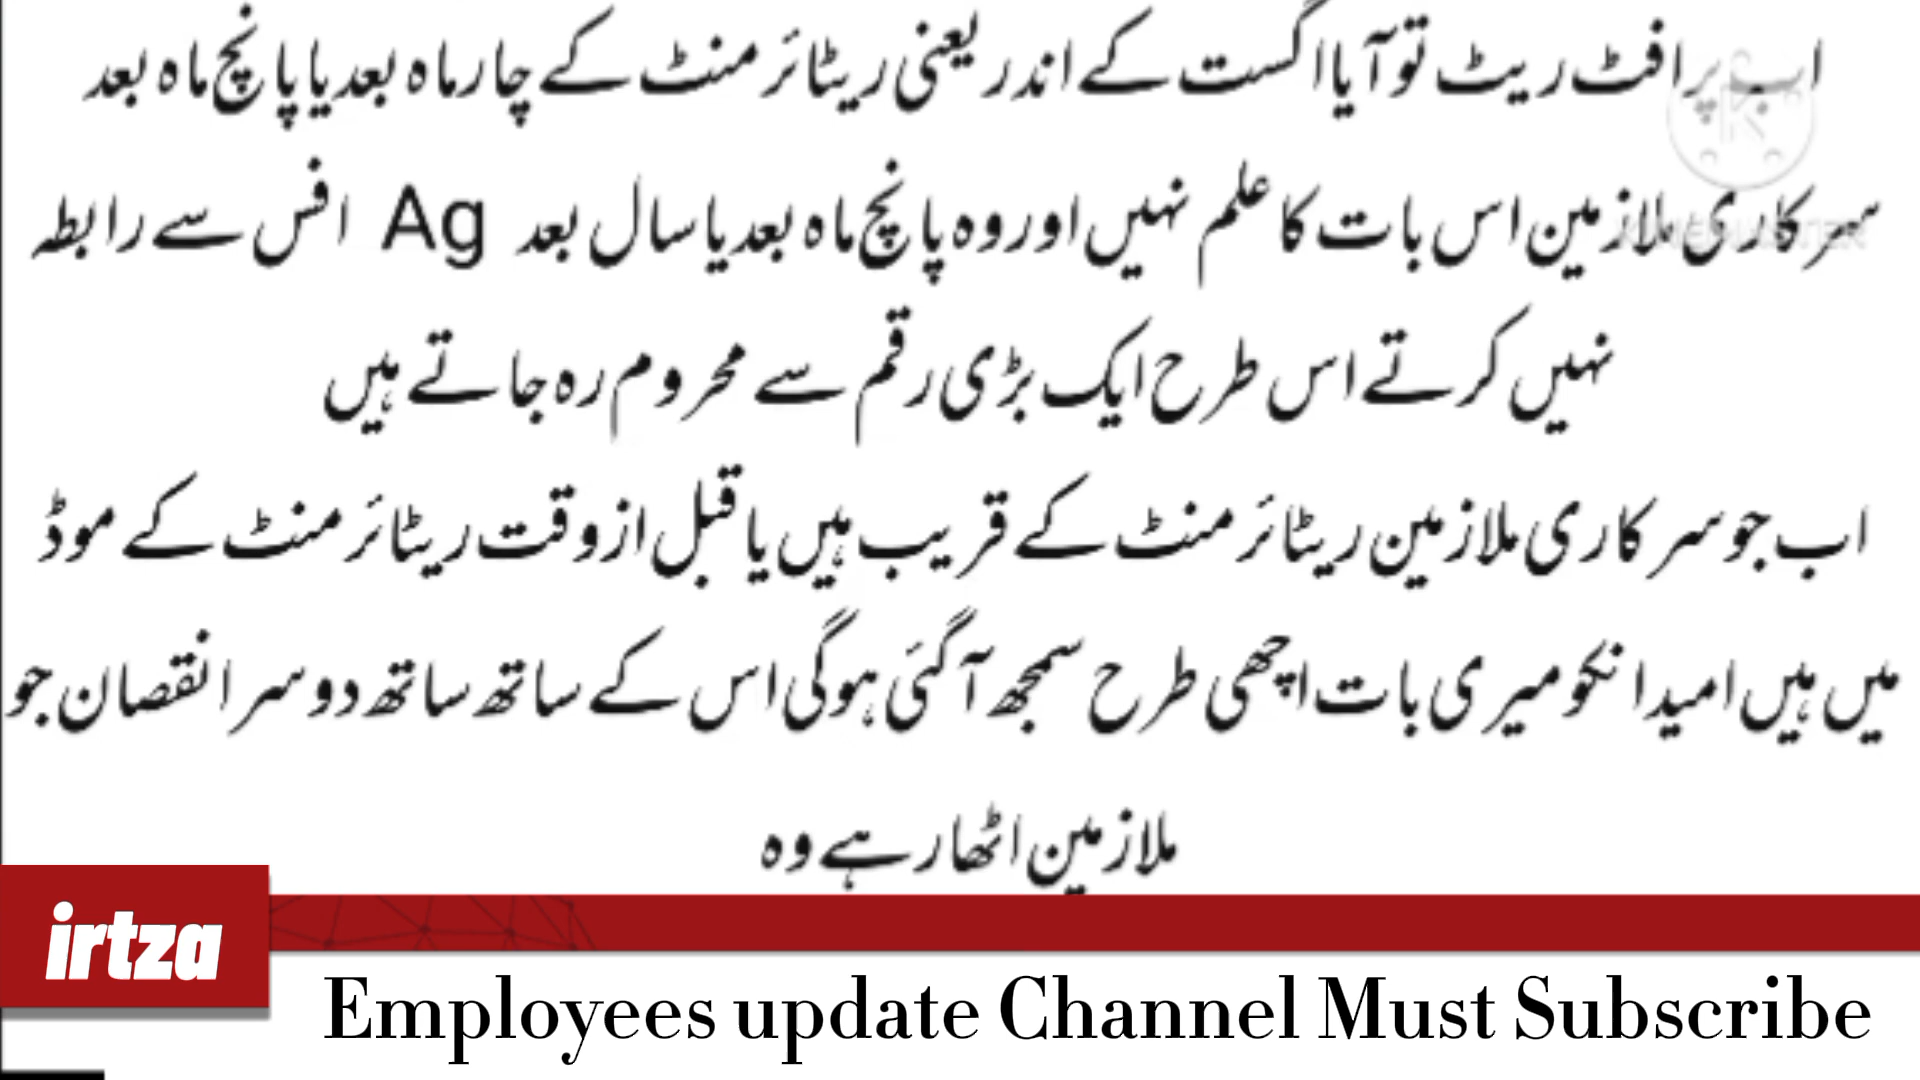 اب پرافٹ ریٹ تو آیا اگست کے اندر یعنی ریٹائرمنٹ کے چار ماہ بعد یا پانچ ماہ بعد
سرکاری ملازمین اس بات کا علم نہیں اور وہ پانچ ماہ بعد یا سال بعد Ag افس سے رابطہ
نہیں کرتے اس طرح ایک بڑی رقم سے محروم رہ جاتے ہیں
اب جو سرکاری ملازمین ریٹائرمنٹ کے قریب ہیں یا قبل از وقت ریٹائرمنٹ کے موڈ
میں ہیں امید انکو میری بات اچھی طرح سمجھ آگئی ہوگی اس کے ساتھ ساتھ دوسرا نقصان جو
ملازمین اٹھا رہے وہ
irtza
Employees update Channel Must Subscribe